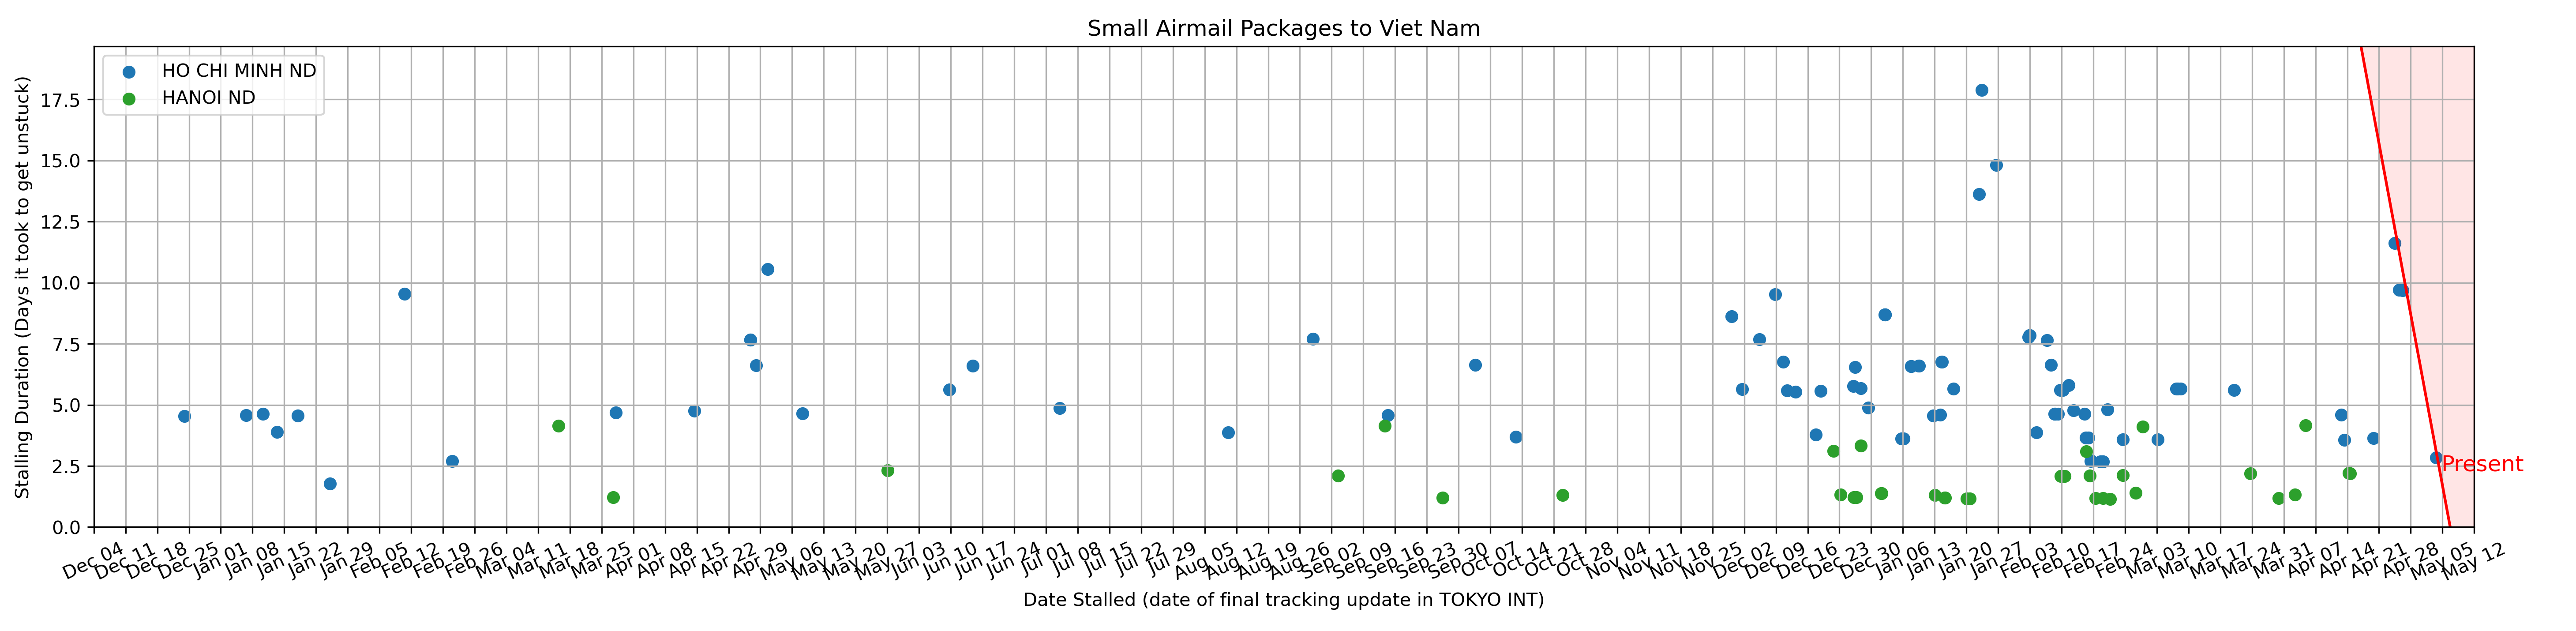 Small Airmail Packages to Viet Nam
HO CHI MINH ND
HANOI ND
Stalling Duration (Days it took to get unstuck)
17.5
15.0
12.5
10.0
7.5
5.0
2.5
0.0
Present
Dec 04
Dec 11
Dec 18
Dec 25
Jan 01
Jan 08
Jan 15
Jan 22
Jan 29
Feb 05
Feb 12
Feb 19
Feb 26
Mar 04
Mar 11
Mar 18
Mar 25
Apr 01
Apr 08
Apr 15
Apr 22
Apr 29
May 06
May 13
May 20
May 27
Jun 03
Jun 10
Jun 17
Jun 24
Jul 01
Jul 08
Jul 15
Jul 22
Jul 29
Aug 05
Aug 12
Aug 19
Aug 26
Sep 02
Sep 09
Sep 16
Sep 23
Sep 30
Oct 07
Oct 14
Oct 21
Oct 28
Nov 04
Nov 11
Nov 18
Nov 25
Dec 02
Dec 09
Dec 16
Dec 23
Dec 30
Jan 06
Jan 13
Jan 20
Jan 27
Feb 03
Feb 10
Feb 17
Feb 24
Mar 03
Mar 10
Mar 17
Mar 24
Mar 31
Apr 07
Apr 14
Apr 21
Apr 28
May 05
May 12
Date Stalled (date of final tracking update in TOKYO INT)